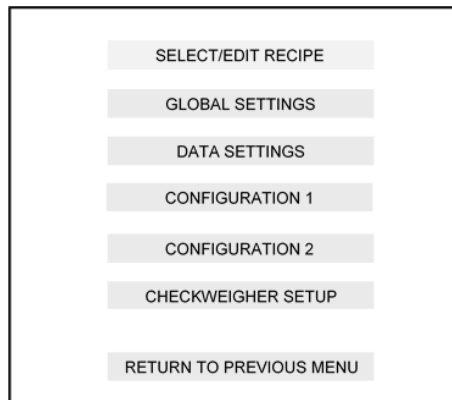 SELECT/EDIT RECIPE
GLOBAL SETTINGS
DATA SETTINGS
CONFIGURATION 1
CONFIGURATION 2
CHECKWEIGHER SETUP
RETURN TO PREVIOUS MENU